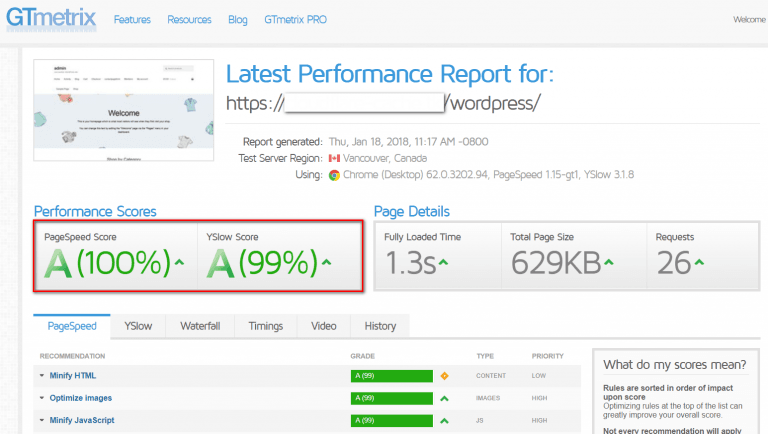 GTmetrix
Features Resources Blog GTmetrix PRO
Welcome
admin
Welcome
Latest Performance Report for:
https:// /wordpress/
Report generated: Thu, Jan 18, 2018, 11:17 AM -0800
Test Server Region: Vancouver, Canada
Using: Chrome (Desktop) 62.0.3202.94, PageSpeed 1.15-gt1, YSlow 3.1.8
Performance Scores
PageSpeed Score
A (100%)
YSlow Score
A (99%)
Page Details
Fully Loaded Time
1.3s
Total Page Size
629KB
Requests
26
PageSpeed YSlow Waterfall Timings Video History
RECOMMENDATION GRADE TYPE PRIORITY
Minify HTML A (99) CONTENT LOW
Optimize images A (99) IMAGES HIGH
Minify JavaScript A (99) JS HIGH
What do my scores mean?
Rules are sorted in order of impact
upon score
Optimizing rules at the top of the list can
greatly improve your overall score.
Not every recommendation will apply